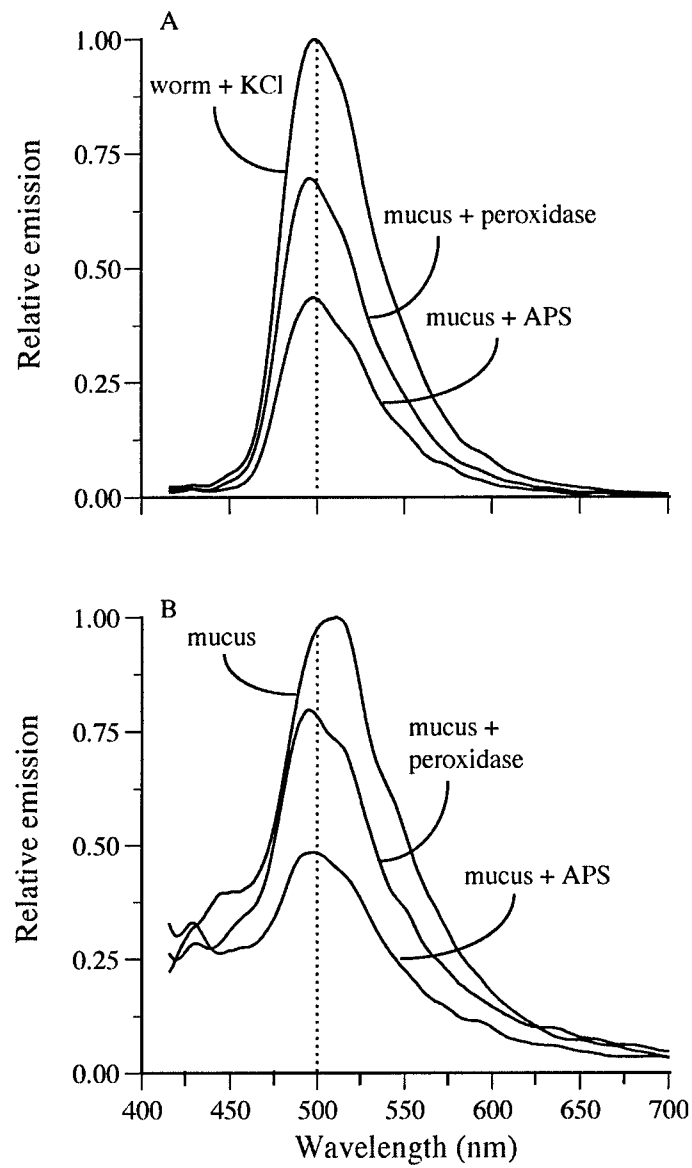 A
1.00
worm + KCl
0.75
mucus + peroxidase
0.50
mucus + APS
0.25
0.00
Relative emission
B
1.00
mucus
0.75
mucus +
peroxidase
0.50
mucus + APS
0.25
0.00
Relative emission
400 450 500 550 600 650 700
Wavelength (nm)